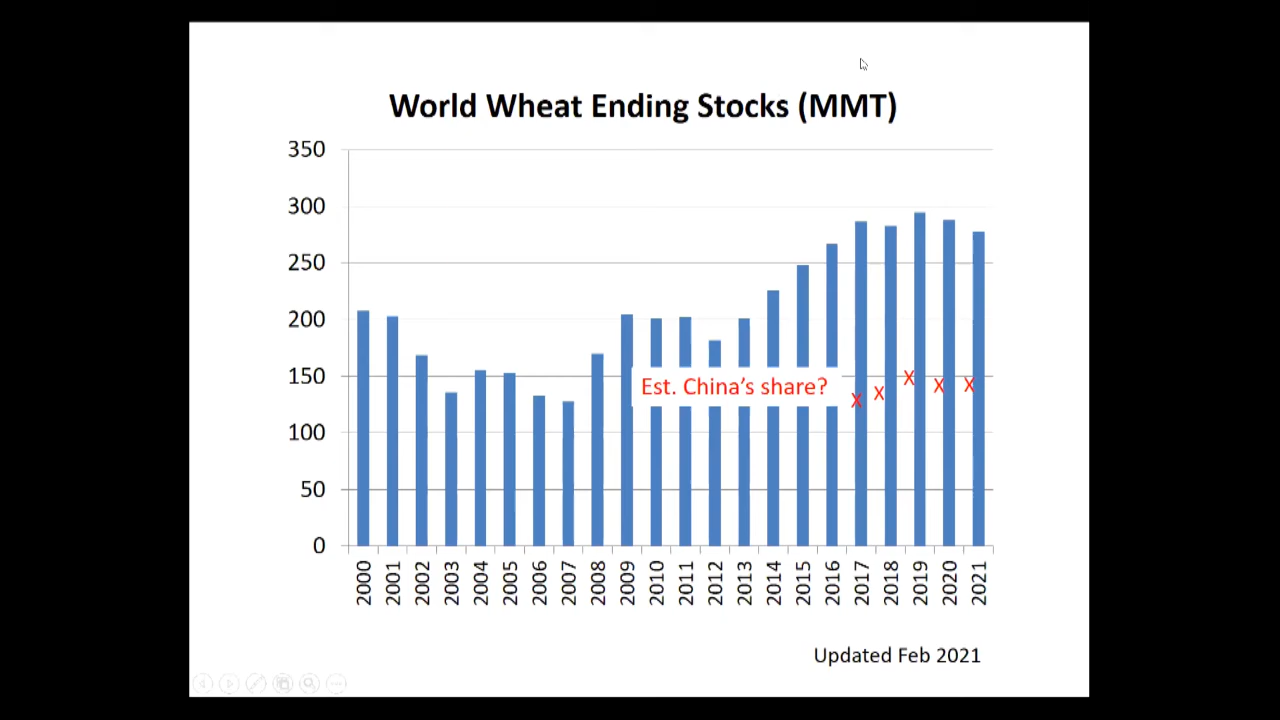 World Wheat Ending Stocks (MMT)
350
300
250
200
150
100
50
0
Est. China's share?
X X X X X
2000 2001 2002 2003 2004 2005 2006 2007 2008 2009 2010 2011 2012 2013 2014 2015 2016 2017 2018 2019 2020 2021
Updated Feb 2021